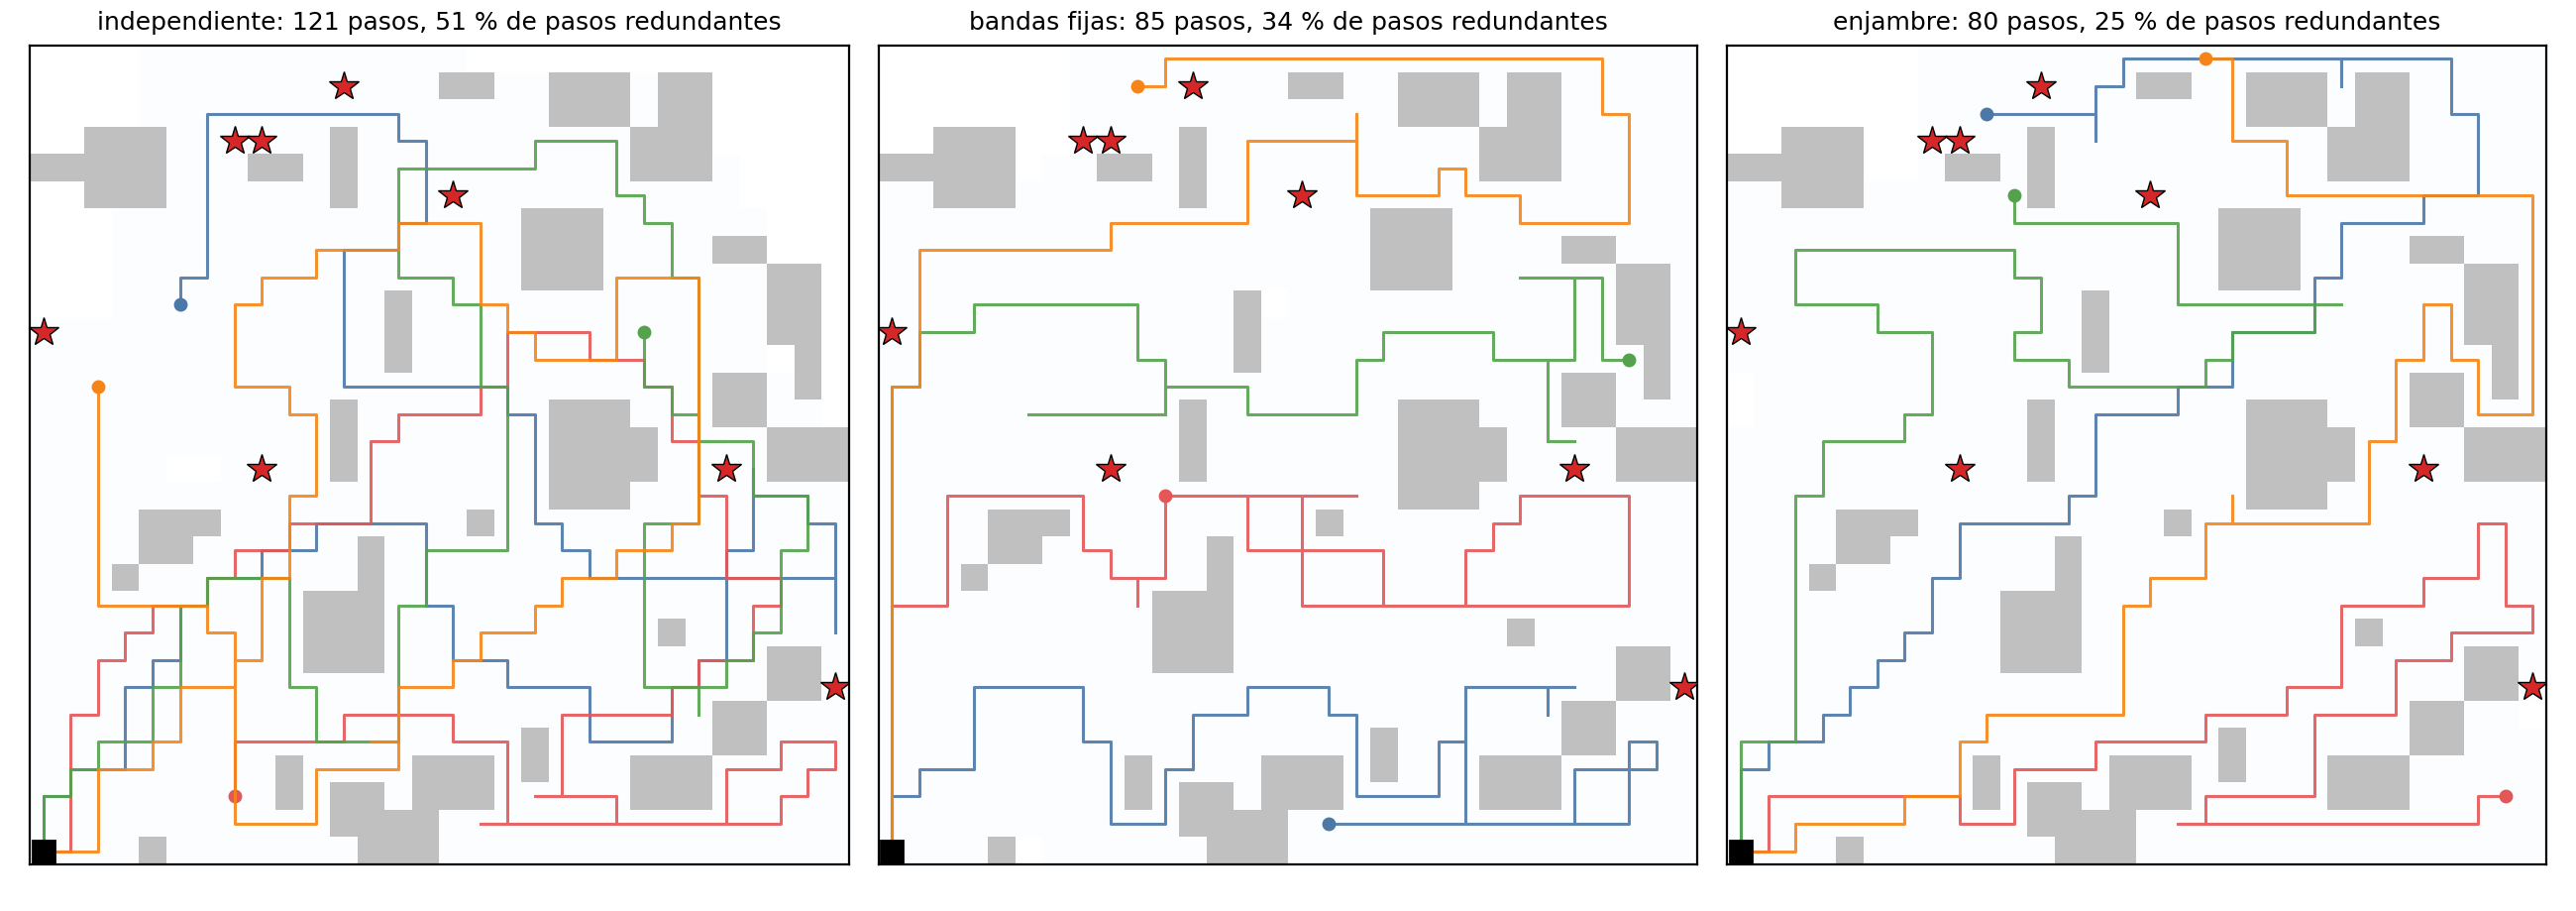 independiente: 121 pasos, 51 % de pasos redundantes
bandas fijas: 85 pasos, 34 % de pasos redundantes
enjambre: 80 pasos, 25 % de pasos redundantes